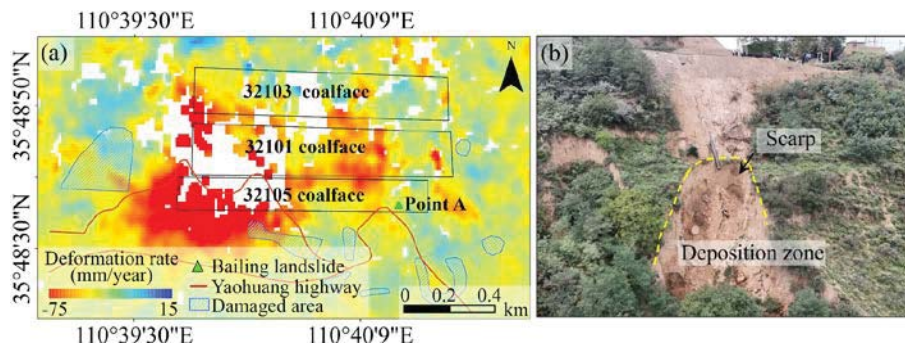 110°39'30"E 110°40'9"E
(a)
N
35°48'50"N
32103 coalface
32101 coalface
32105 coalface
Point A
35°48'30"N
Deformation rate
(mm/year)
-75 15
Bailing landslide
Yaohuang highway
Damaged area
0 0.2 0.4
km
110°39'30"E 110°40'9"E
(b)
Scarp
S
Deposition zone